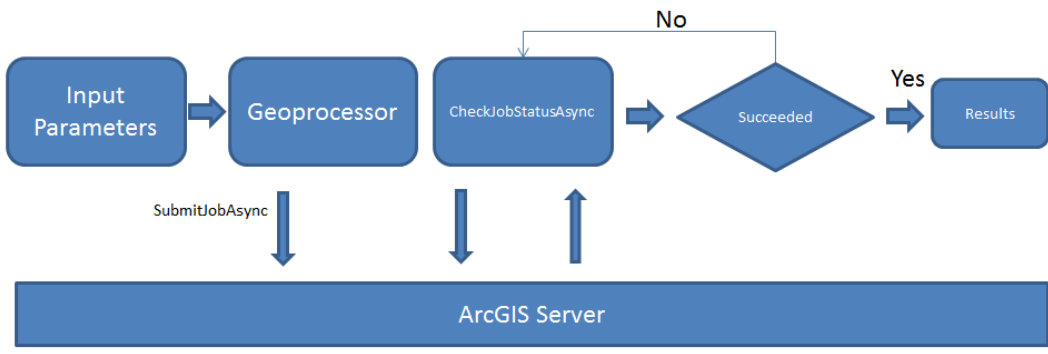 No
Input
Parameters
Geoprocessor
CheckJobStatusAsync
Succeeded
Yes
Results
SubmitJobAsync
ArcGIS Server